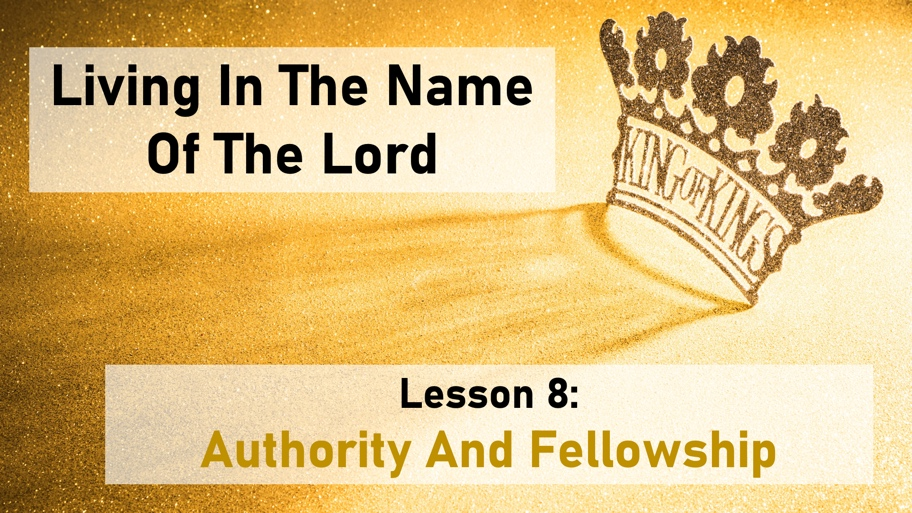 Living In The Name
Of The Lord
KING OF KINGS
Lesson 8:
Authority And Fellowship